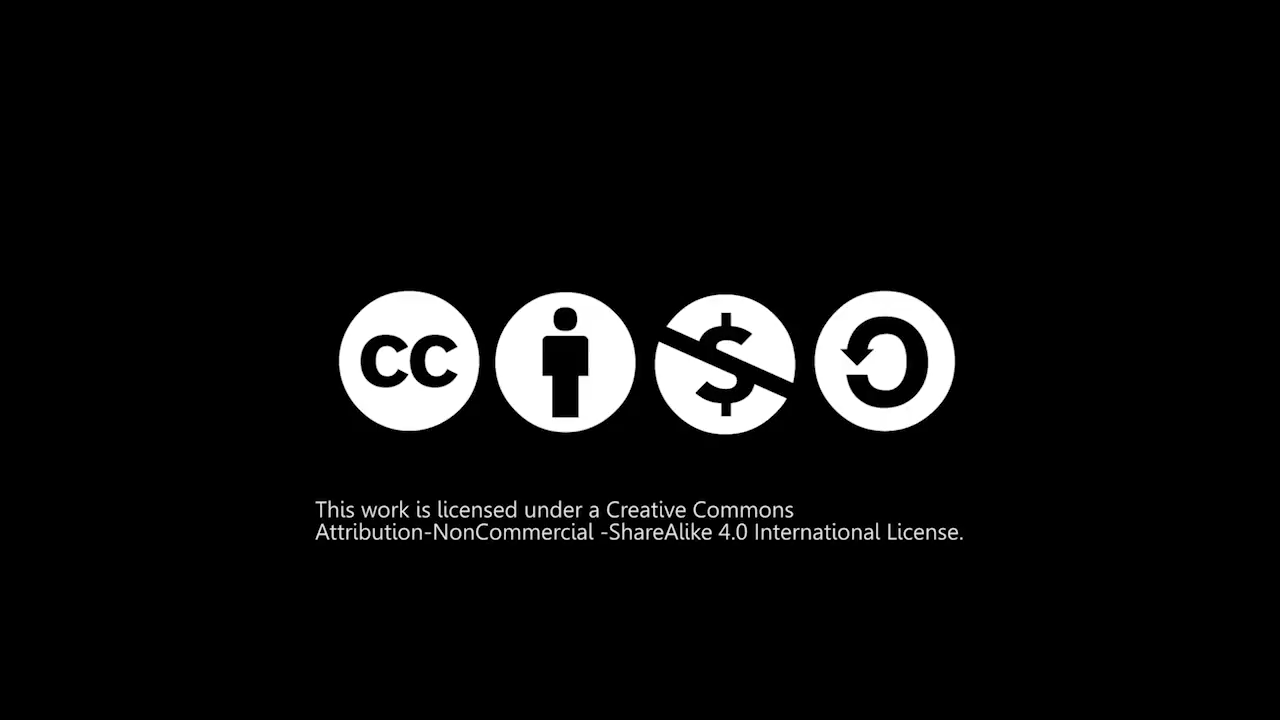 cc
$
This work is licensed under a Creative Commons
Attribution-NonCommercial -ShareAlike 4.0 International License.